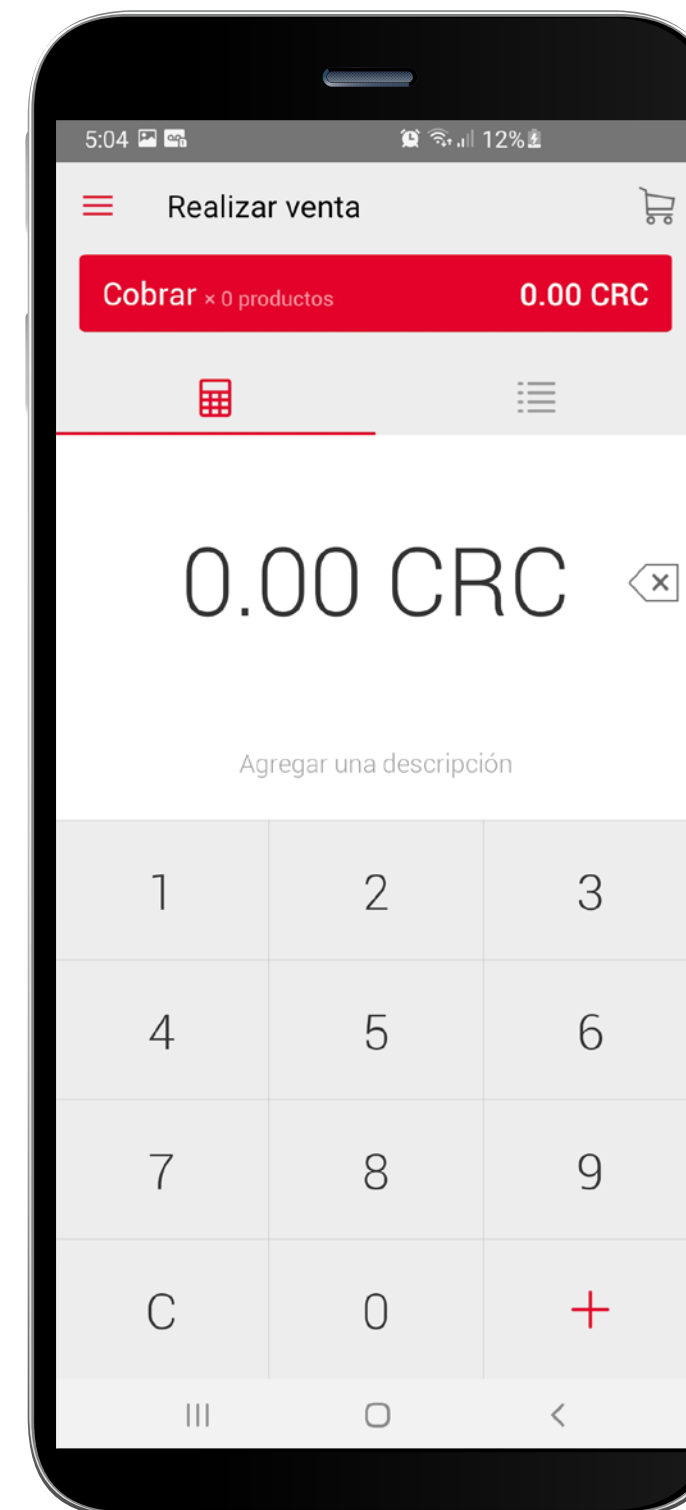 5:04 12%
Realizar venta
Cobrar × 0 productos 0.00 CRC
0.00 CRC
Agregar una descripción
1 2 3
4 5 6
7 8 9
C 0 +